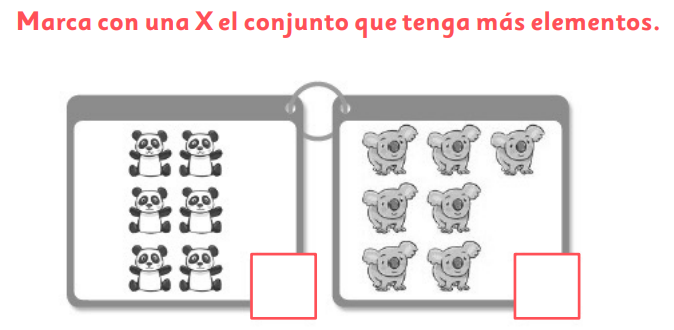 Marca con una X el conjunto que tenga más elementos.